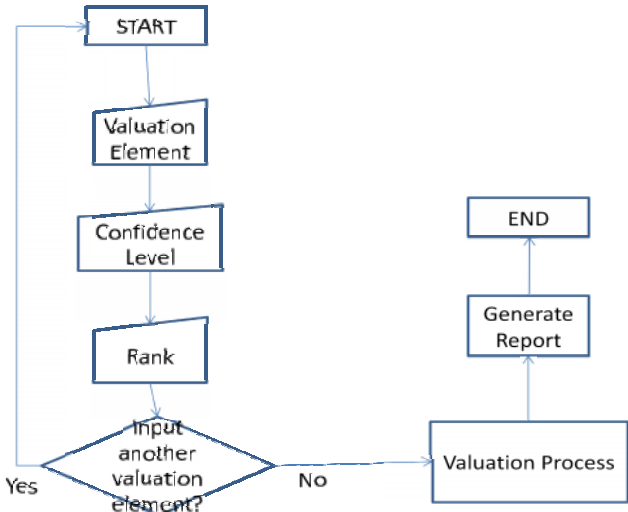 START
Valuation
Element
Confidence
Level
Rank
Input
another
valuation
element?
Yes
No
Valuation Process
Generate
Report
END